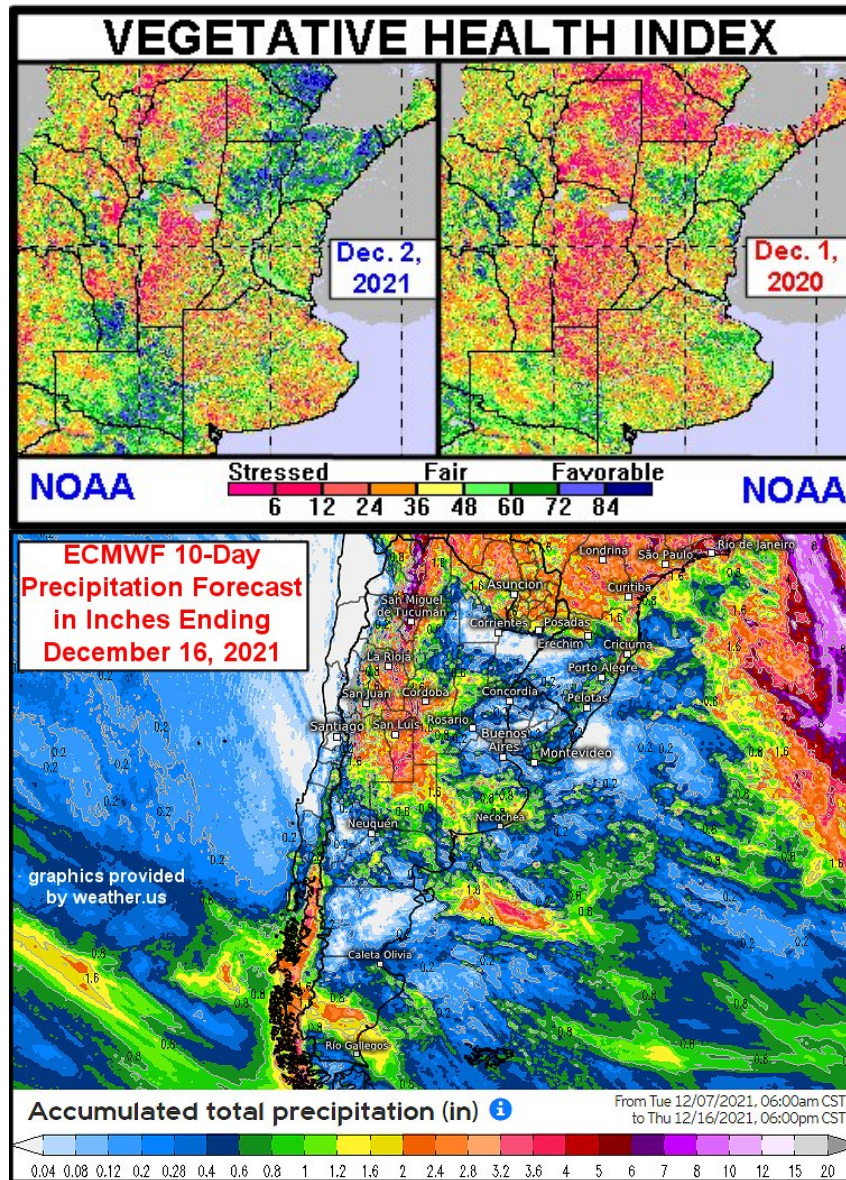 VEGETATIVE HEALTH INDEX
Dec. 2,
2021
Dec. 1,
2020
NOAA
Stressed Fair Favorable
6 12 24 36 48 60 72 84
NOAA
ECMWF 10-Day
Precipitation Forecast
in Inches Ending
December 16, 2021
Londrina
São Paulo
Rio de Janeiro
Asuncion
Curitiba
San Miguel
de Tucumán
Corrientes
Posadas
Erechim
Criciuma
La Rioja
Porto Alegre
San Juan
Córdoba
Concordia
Pelotas
Santiago
San Luis
Rosario
Buenos
Aires
Montevideo
Neuquén
Necochea
graphics provided
by weather.us
Caleta Olivia
Río Gallegos
Accumulated total precipitation (in)
From Tue 12/07/2021, 06:00am CST
to Thu 12/16/2021, 06:00pm CST
0.04 0.08 0.12 0.2 0.28 0.4 0.6 0.8 1 1.2 1.6 2 2.4 2.8 3.2 3.6 4 5 6 7 8 10 12 15 20